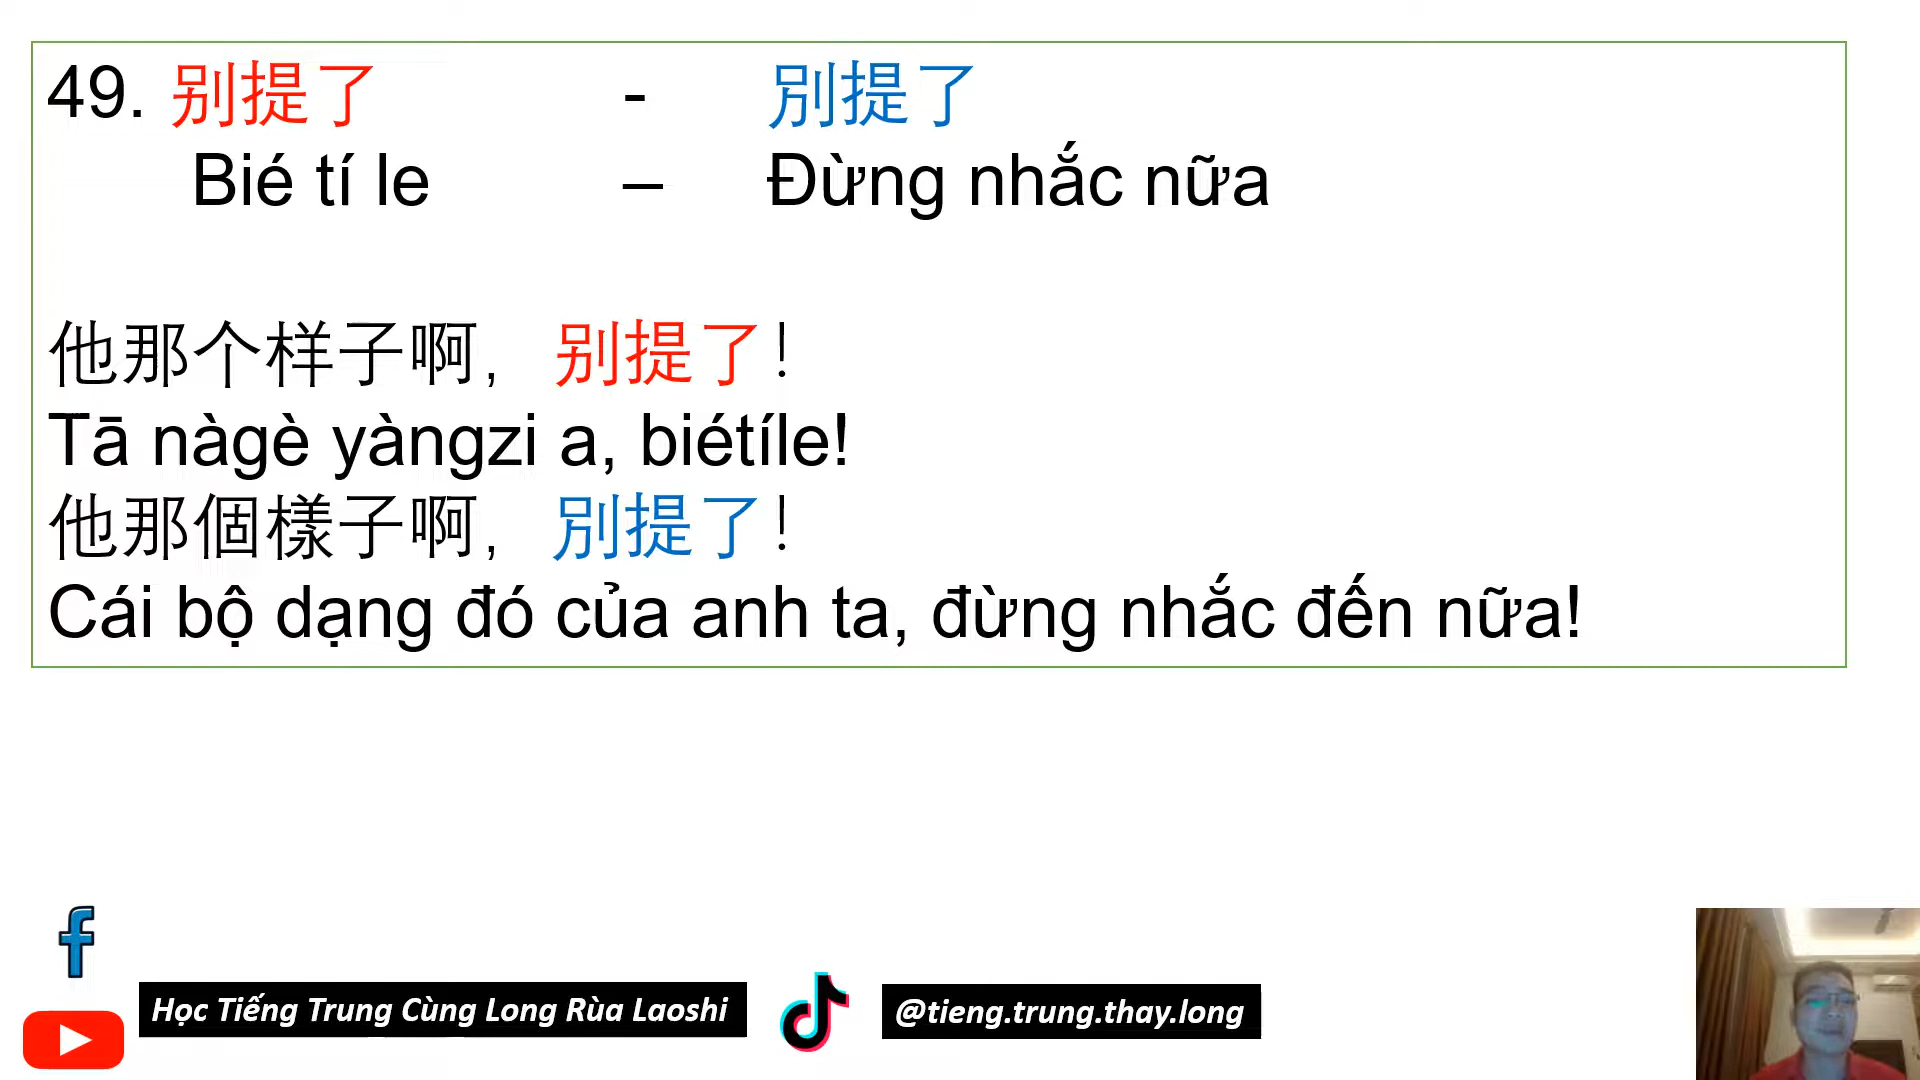 49. 别提了 - 別提了
Bié tí le – Đừng nhắc nữa
他那个样子啊，别提了！
Tā nàgè yàngzi a, biétíle!
他那個樣子啊，別提了！
Cái bộ dạng đó của anh ta, đừng nhắc đến nữa!
Học Tiếng Trung Cùng Long Rùa Laoshi
@tieng.trung.thay.long